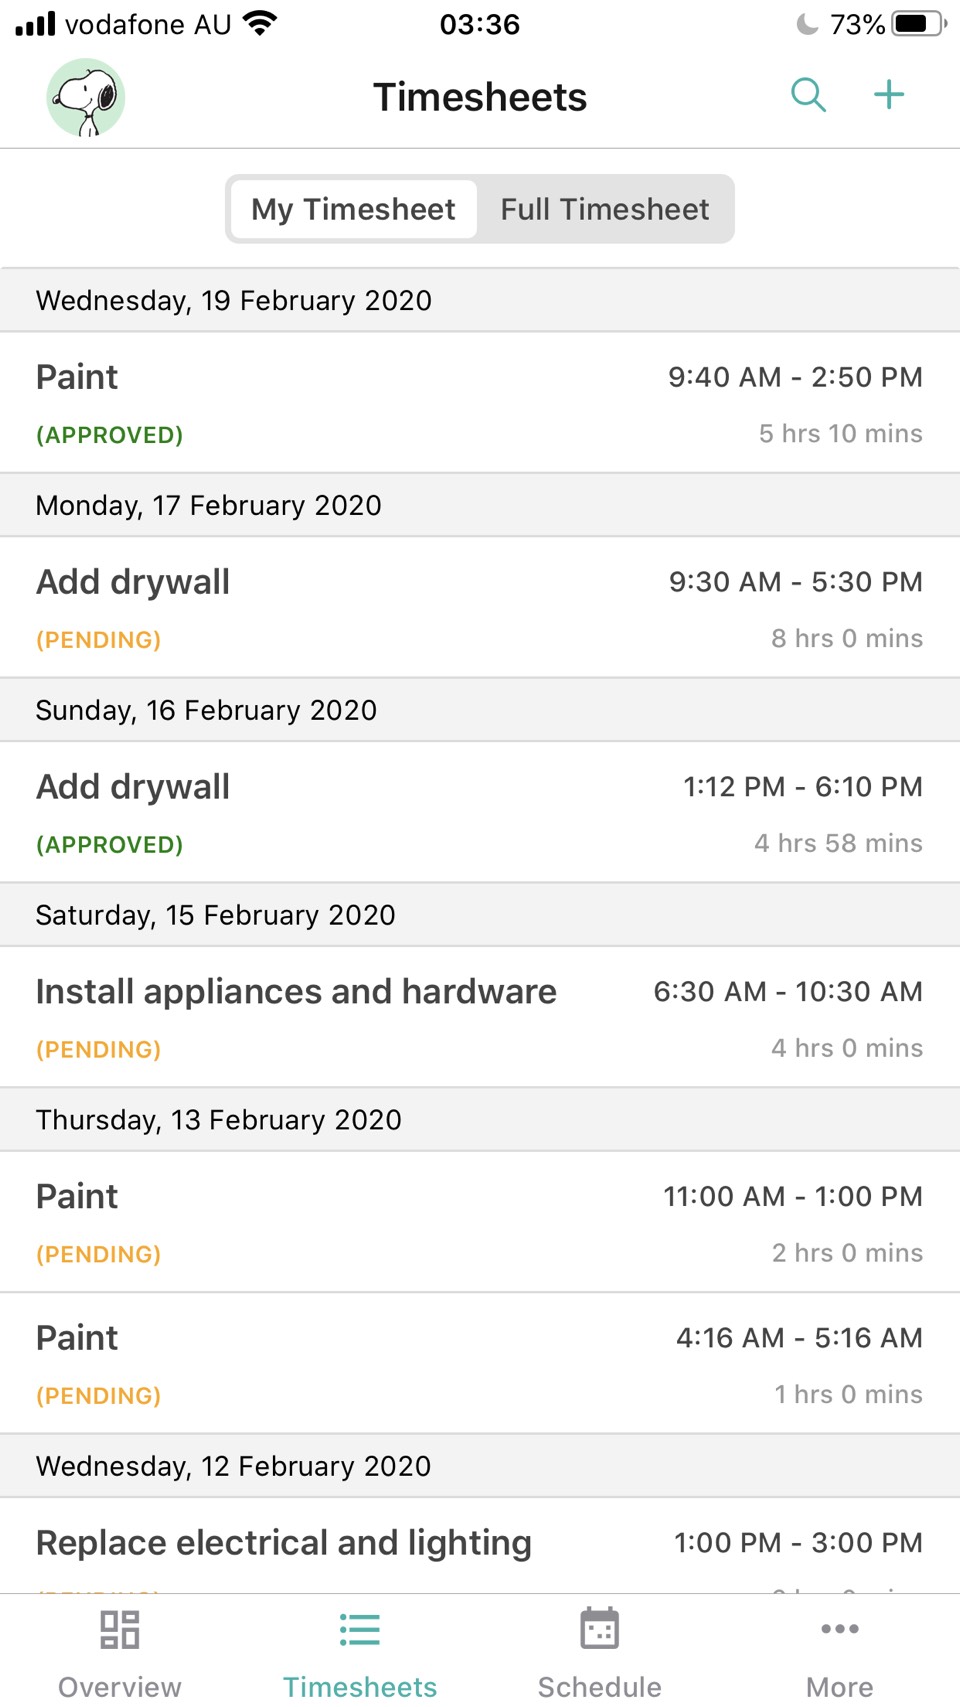 vodafone AU 03:36 73%
Timesheets
My Timesheet Full Timesheet
Wednesday, 19 February 2020
Paint 9:40 AM - 2:50 PM
(APPROVED) 5 hrs 10 mins
Monday, 17 February 2020
Add drywall 9:30 AM - 5:30 PM
(PENDING) 8 hrs 0 mins
Sunday, 16 February 2020
Add drywall 1:12 PM - 6:10 PM
(APPROVED) 4 hrs 58 mins
Saturday, 15 February 2020
Install appliances and hardware 6:30 AM - 10:30 AM
(PENDING) 4 hrs 0 mins
Thursday, 13 February 2020
Paint 11:00 AM - 1:00 PM
(PENDING) 2 hrs 0 mins
Paint 4:16 AM - 5:16 AM
(PENDING) 1 hrs 0 mins
Wednesday, 12 February 2020
Replace electrical and lighting 1:00 PM - 3:00 PM
Overview Timesheets Schedule More